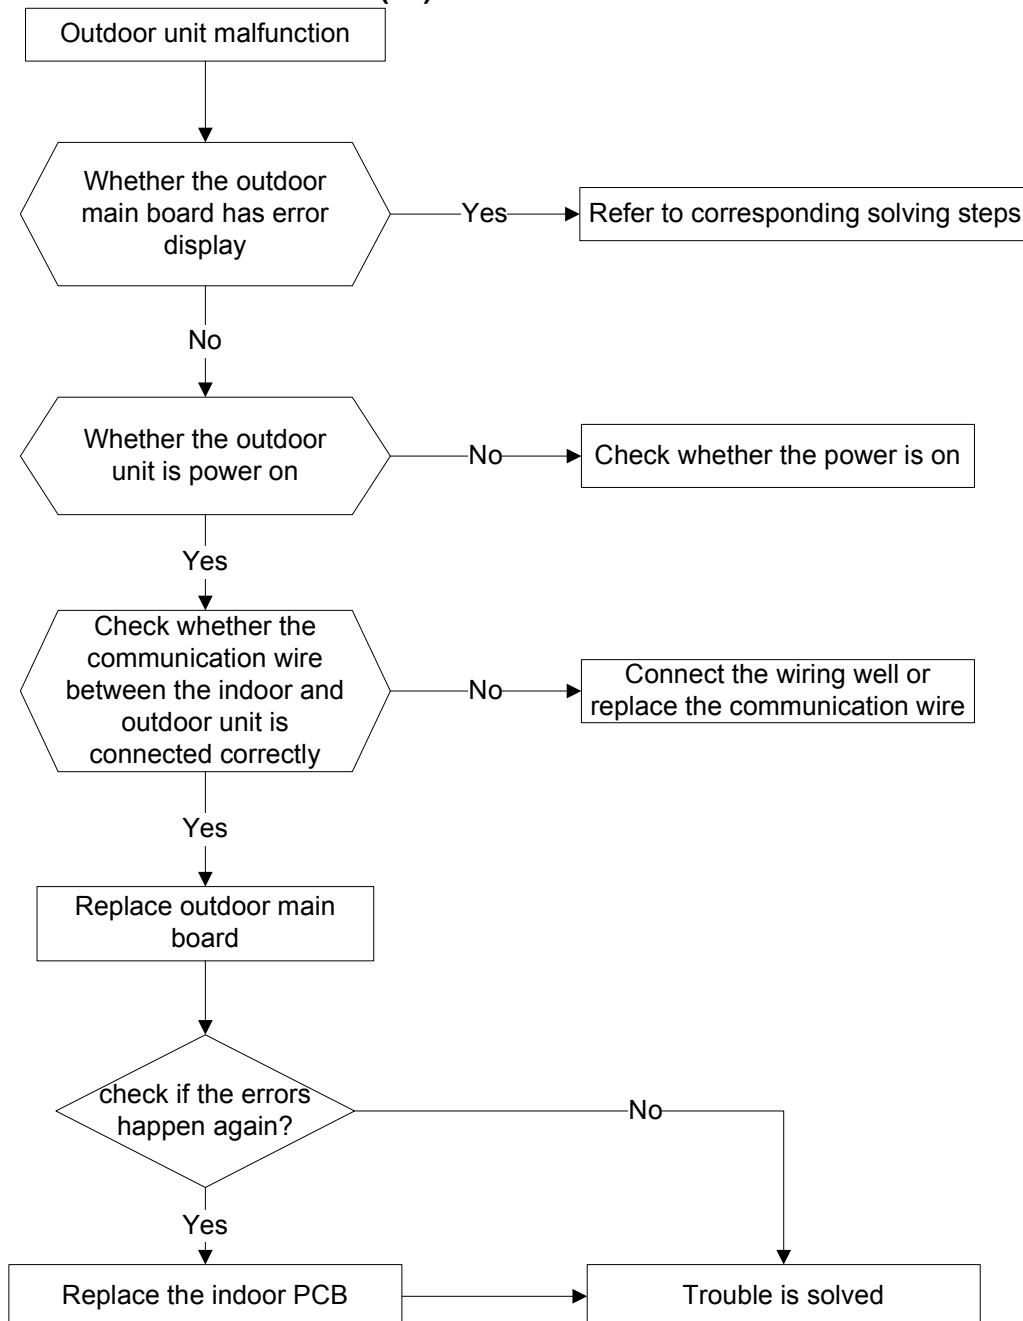 Outdoor unit malfunction
Whether the outdoor
main board has error
display
Yes
Refer to corresponding solving steps
No
Whether the outdoor
unit is power on
No
Check whether the power is on
Yes
Check whether the
communication wire
between the indoor and
outdoor unit is
connected correctly
No
Connect the wiring well or
replace the communication wire
Yes
Replace outdoor main
board
check if the errors
happen again?
No
Yes
Replace the indoor PCB
Trouble is solved